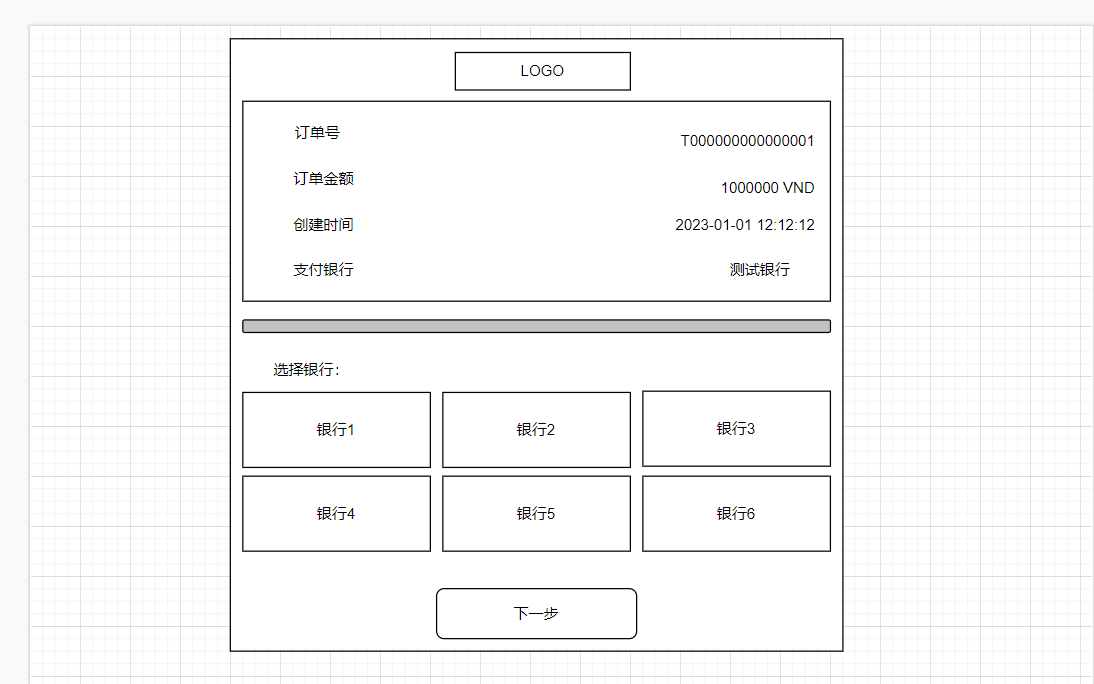 LOGO
订单号
T000000000000001
订单金额
1000000 VND
创建时间
2023-01-01 12:12:12
支付银行
测试银行
选择银行：
银行1
银行2
银行3
银行4
银行5
银行6
下一步